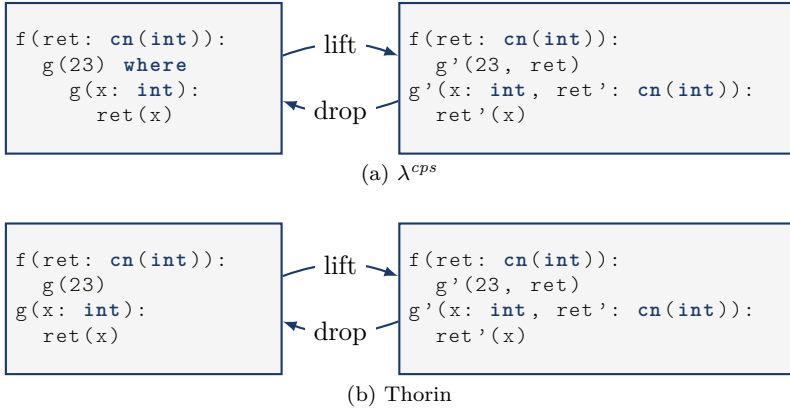 f(ret: cn(int)):
  g(23) where
    g(x: int):
      ret(x)
lift
drop
f(ret: cn(int)):
  g’(23, ret)
g’(x: int, ret’: cn(int)):
  ret’(x)
(a) λcps
f(ret: cn(int)):
  g(23)
g(x: int):
  ret(x)
lift
drop
f(ret: cn(int)):
  g’(23, ret)
g’(x: int, ret’: cn(int)):
  ret’(x)
(b) Thorin